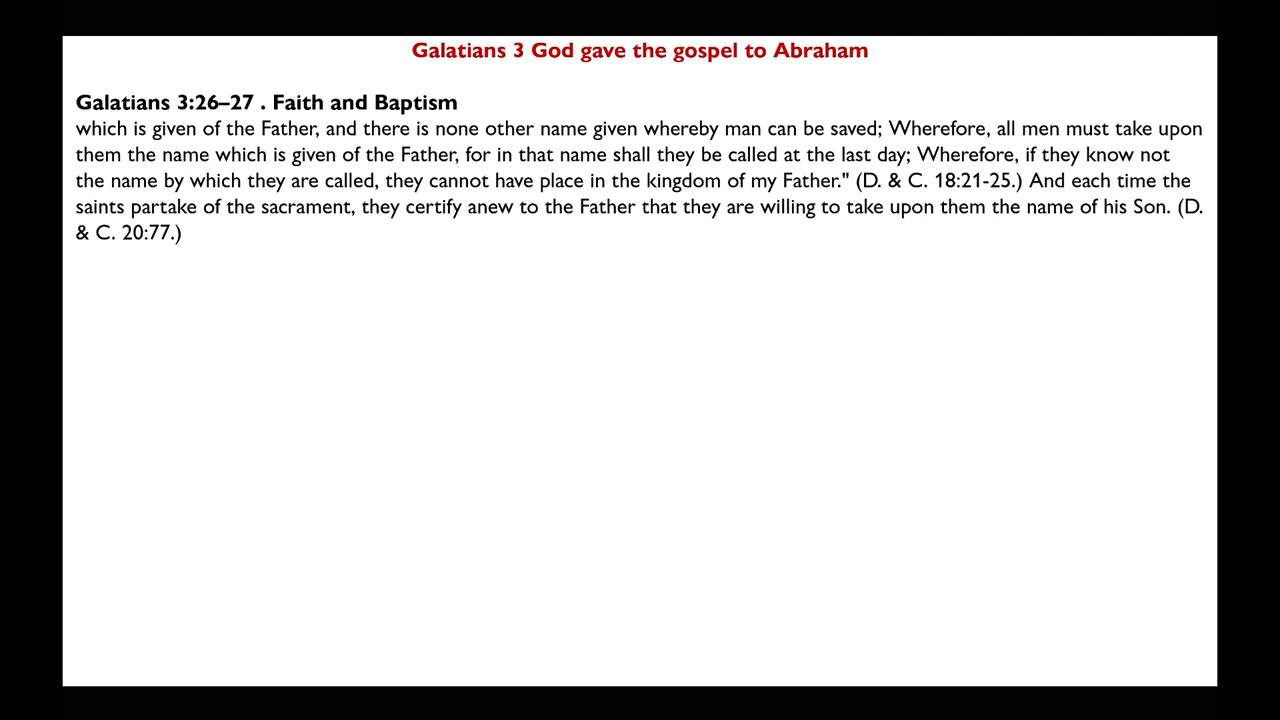 Galatians 3 God gave the gospel to Abraham
Galatians 3:26–27 . Faith and Baptism
which is given of the Father, and there is none other name given whereby man can be saved; Wherefore, all men must take upon
them the name which is given of the Father, for in that name shall they be called at the last day; Wherefore, if they know not
the name by which they are called, they cannot have place in the kingdom of my Father." (D. & C. 18:21-25.) And each time the
saints partake of the sacrament, they certify anew to the Father that they are willing to take upon them the name of his Son. (D.
& C. 20:77.)